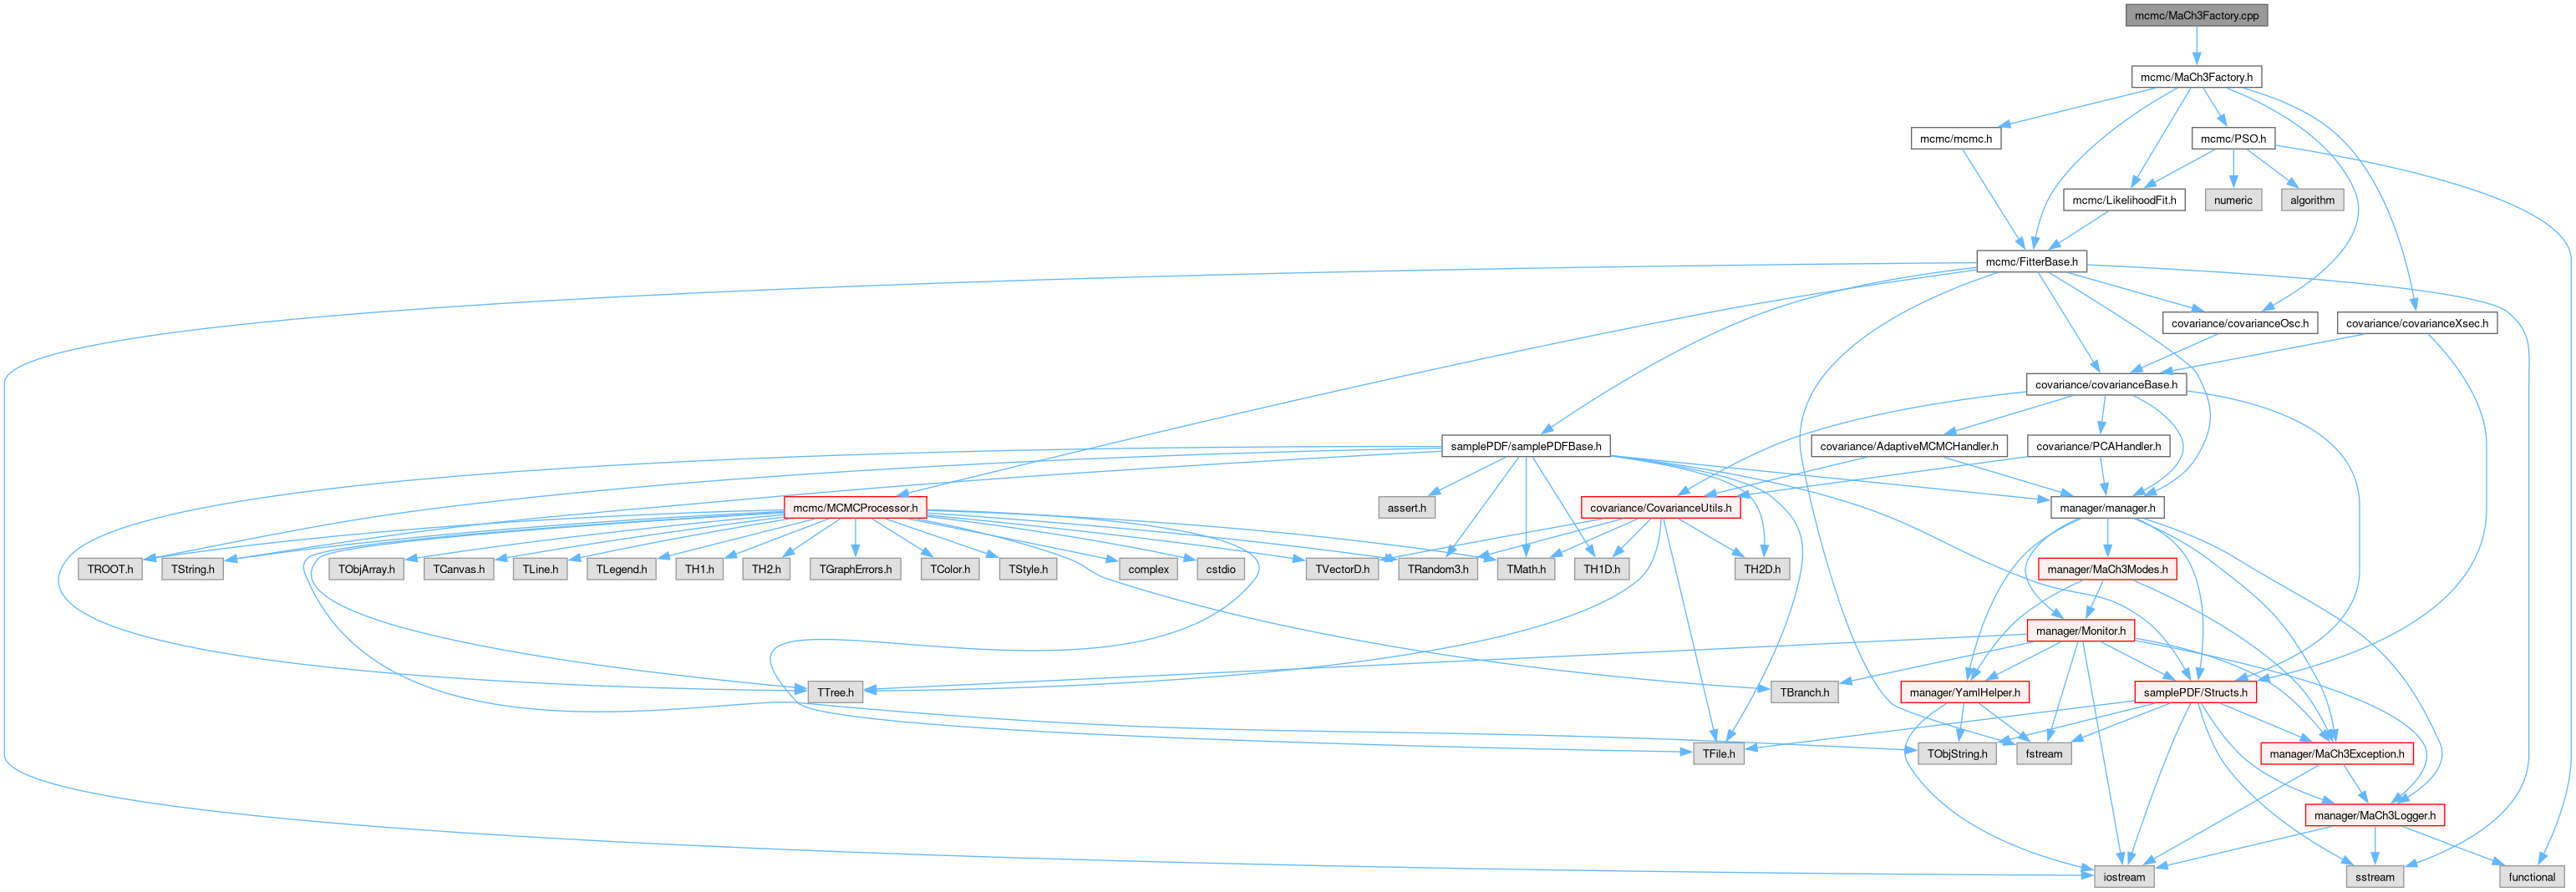 mcmc/MaCh3Factory.cpp
mcmc/MaCh3Factory.h
mcmc/mcmc.h
mcmc/PSO.h
mcmc/LikelihoodFit.h
numeric
algorithm
mcmc/FitterBase.h
covariance/covarianceOsc.h
covariance/covarianceXsec.h
covariance/covarianceBase.h
samplePDF/samplePDFBase.h
covariance/AdaptiveMCMCHandler.h
covariance/PCAHandler.h
mcmc/MCMCProcessor.h
assert.h
covariance/CovarianceUtils.h
manager/manager.h
TROOT.h
TString.h
TObjArray.h
TCanvas.h
TLine.h
TLegend.h
TH1.h
TH2.h
TGraphErrors.h
TColor.h
TStyle.h
complex
cstdio
TVectorD.h
TRandom3.h
TMath.h
TH1D.h
TH2D.h
manager/MaCh3Modes.h
manager/Monitor.h
TTree.h
TBranch.h
manager/YamlHelper.h
samplePDF/Structs.h
TFile.h
TObjString.h
fstream
manager/MaCh3Exception.h
manager/MaCh3Logger.h
iostream
sstream
functional